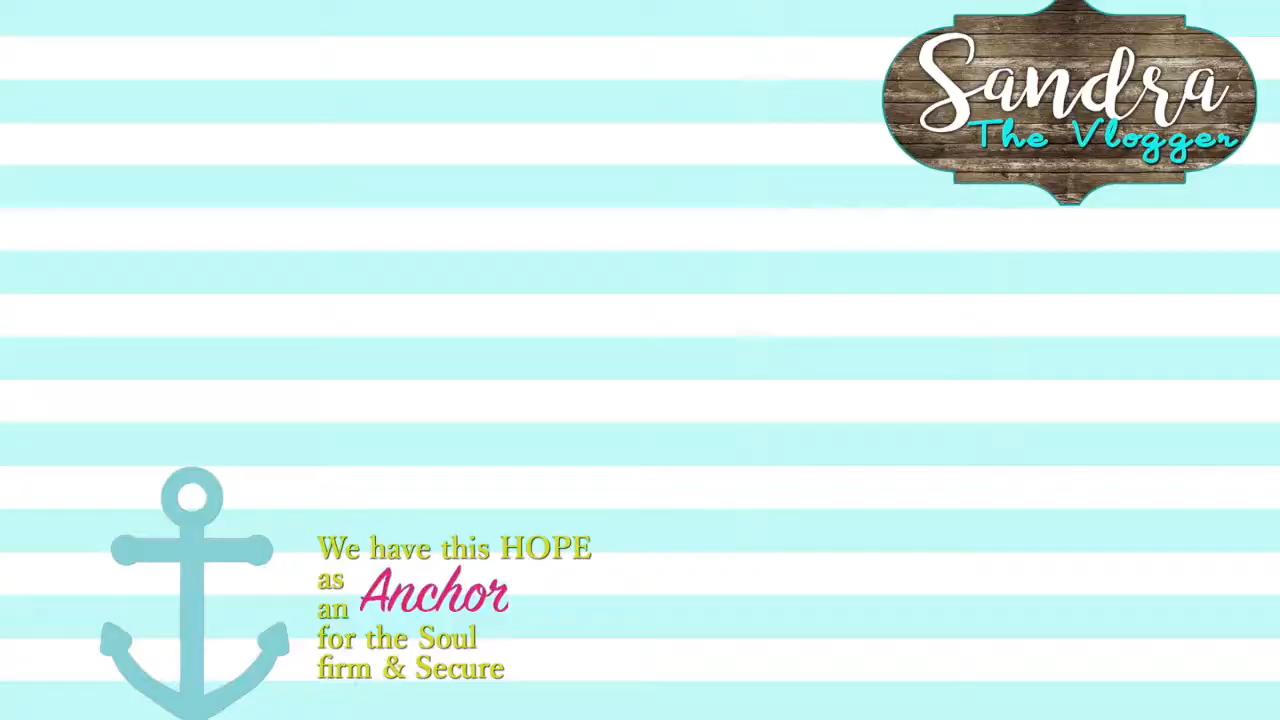 Sandra
The Vlogger
We have this HOPE
as
an Anchor
for the Soul
firm & Secure